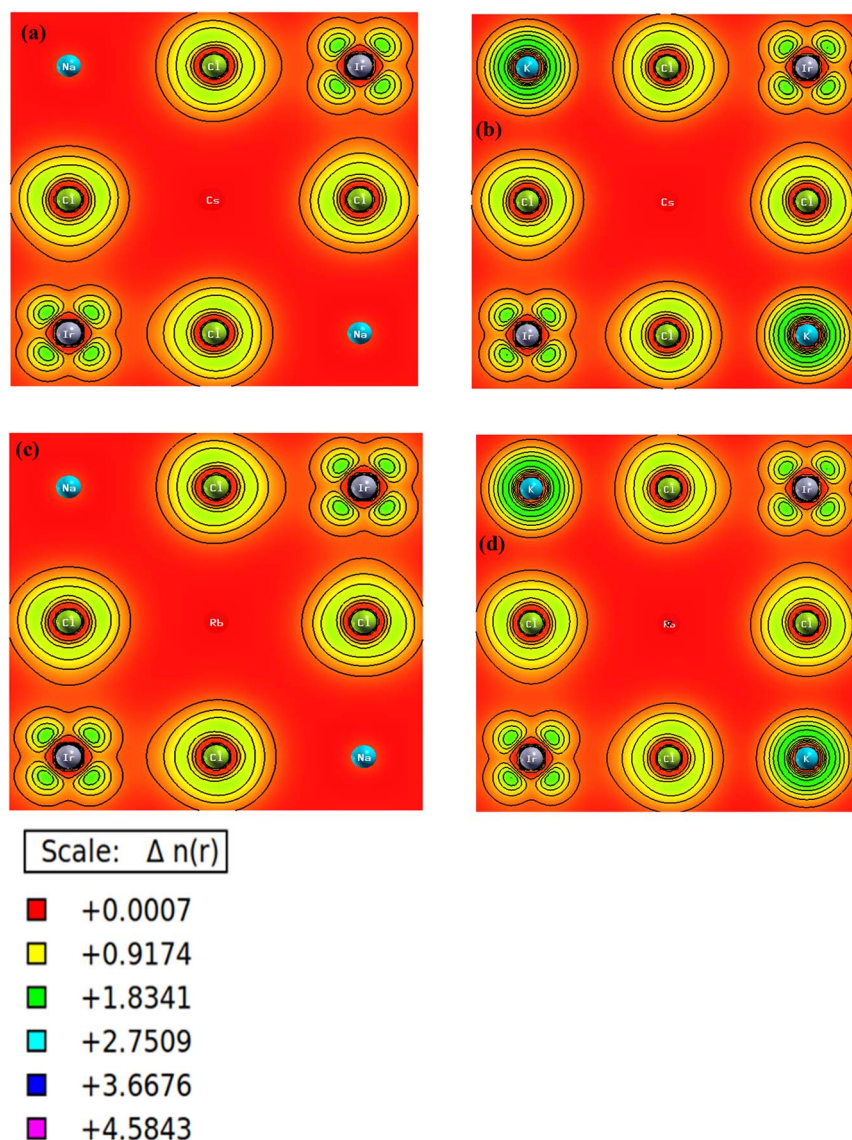 (a)
Na Cl Ir
Cl Cs Cl
Ir Cl Na
(b)
K Cl Ir
Cl Cs Cl
Ir Cl K
(c)
Na Cl Ir
Cl Rb Cl
Ir Cl Na
(d)
K Cl Ir
Cl Cl
Ir Cl K
Scale: Δ n(r)
+0.0007
+0.9174
+1.8341
+2.7509
+3.6676
+4.5843